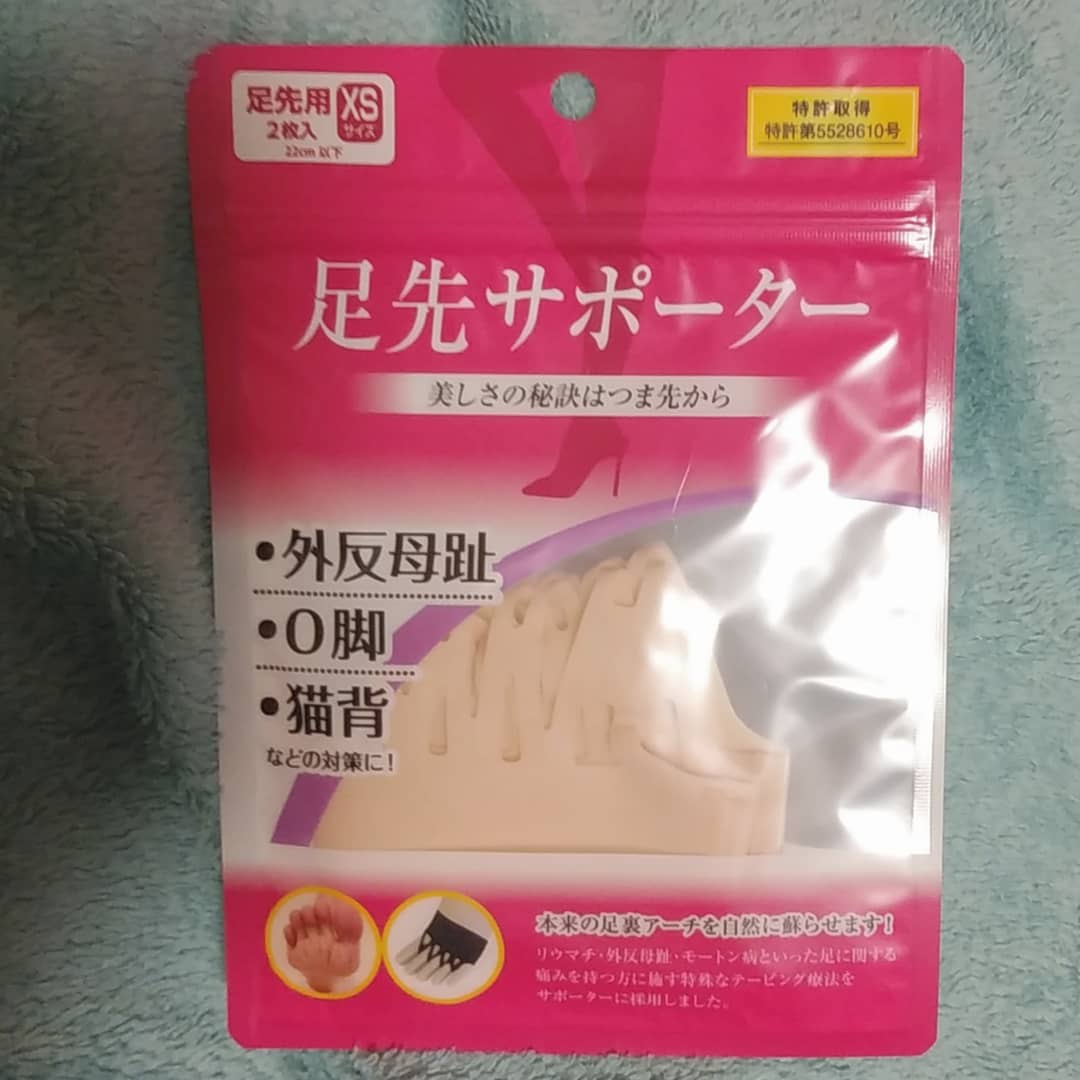 足先用
2枚入
XS
サイズ
22cm 以下
特許取得
特許第5528610号
足先サポーター
美しさの秘訣はつま先から
・外反母趾
・O脚
・猫背
などの対策に！
本来の足裏アーチを自然に蘇らせます！
リウマチ・外反母趾・モートン病といった足に関する
痛みを持つ方に施す特殊なテーピング療法を
サポーターに採用しました。